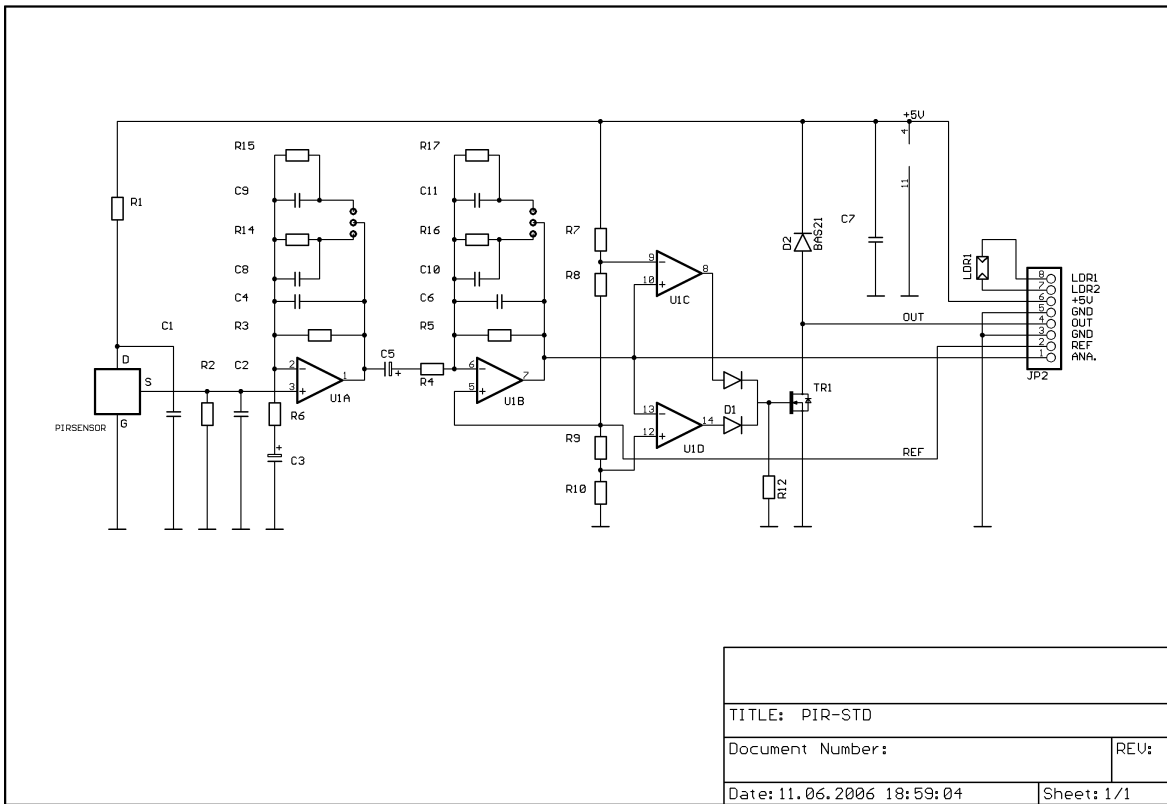 +5V
4
11
R15
R17
C9
C11
R1
R14
R16
R7
D2
BAS21
C7
C8
C10
R8
9
8
10
U1C
LDR1
8 LDR1
7 LDR2
6 +5V
5 GND
4 OUT
3 GND
2 REF
1 ANA.
JP2
OUT
C4
C6
R3
R5
C1
C5
D
S
G
PIRSENSOR
R2
C2
2
3
1
U1A
R4
6
5
7
U1B
R6
C3
+
+
13
12
14
U1D
D1
TR1
R9
R10
R12
REF
TITLE: PIR-STD
Document Number:
REV:
Date: 11.06.2006 18:59:04
Sheet: 1/1